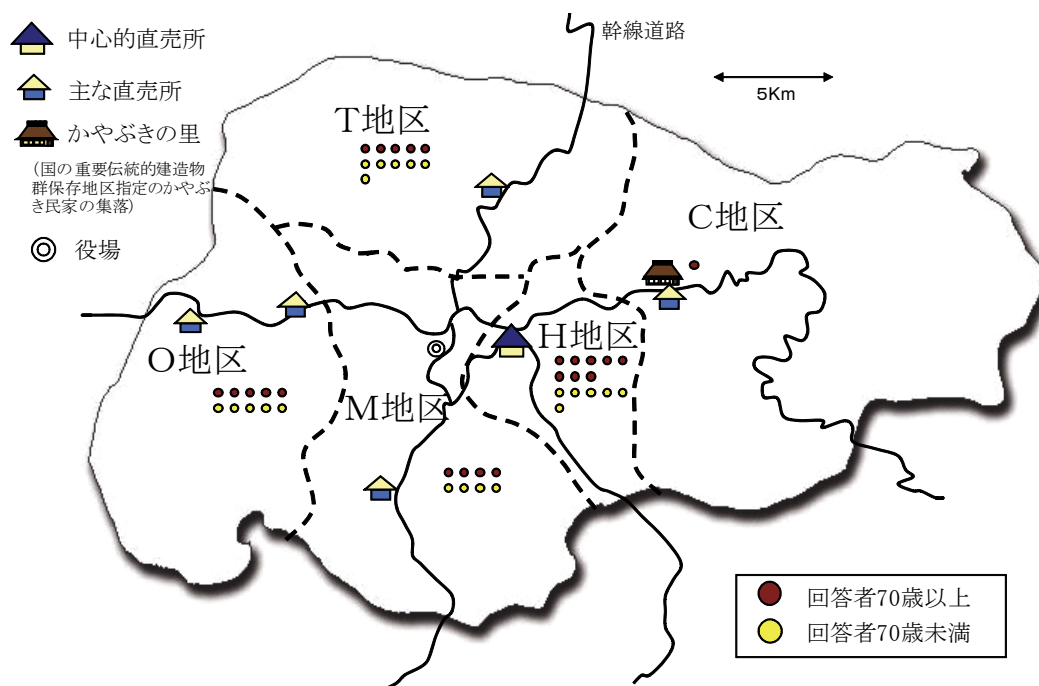 中心的直売所
主な直売所
かやぶきの里
(国の重要伝統的建造物
群保存地区指定のかやぶ
き民家の集落)
役場
幹線道路
5Km
T地区
C地区
H地区
O地区
M地区
回答者70歳以上
回答者70歳未満